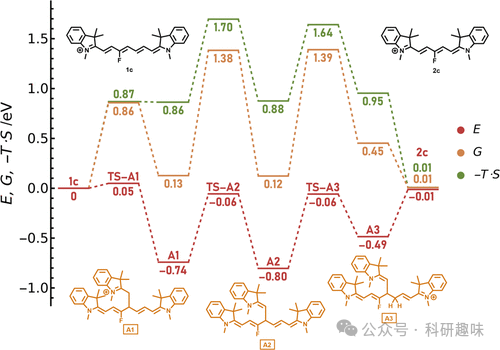 E, G, −T·S /eV
1.5
1.0
0.5
0.0
−0.5
−1.0
N
F
N
1c
N
F
N
2c
1.70
1.64
1.38
1.39
0.87
0.86
0.86
0.88
0.95
0.45
0.13
0.12
E
G
−T·S
1c
0
TS−A1
0.05
TS−A2
−0.06
TS−A3
−0.06
2c
0.01
0.01
−0.01
A1
−0.74
A2
−0.80
A3
−0.49
N
N
F
N
A1
N
N
F
N
A2
N
N
F
H H
N
A3
公众号 · 科研趣味